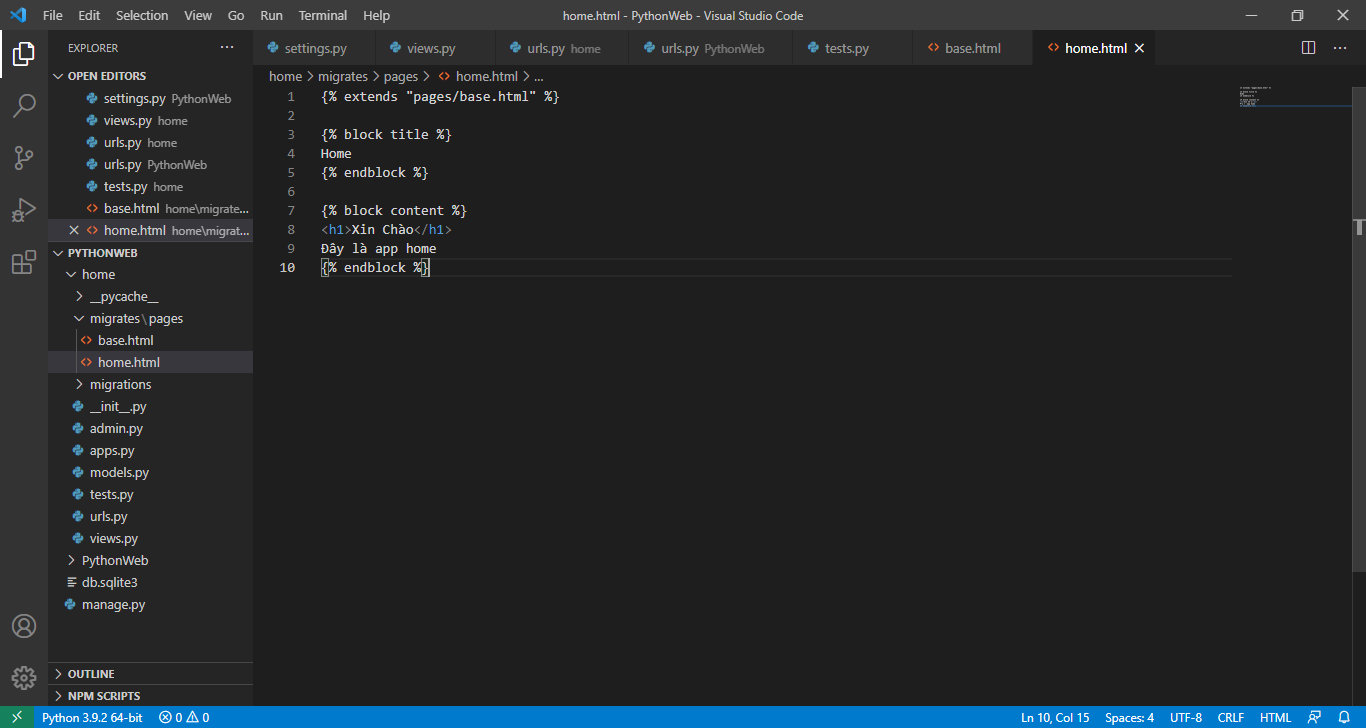 File Edit Selection View Go Run Terminal Help home.html - PythonWeb - Visual Studio Code
EXPLORER ...
settings.py views.py urls.py home urls.py PythonWeb tests.py base.html home.html
home > migrates > pages > home.html > ...
OPEN EDITORS
settings.py PythonWeb
views.py home
urls.py home
urls.py PythonWeb
tests.py home
base.html home\migrate...
home.html home\migrat...
PYTHONWEB
home
__pycache__
migrates\pages
base.html
home.html
migrations
__init__.py
admin.py
apps.py
models.py
tests.py
urls.py
views.py
PythonWeb
db.sqlite3
manage.py
OUTLINE
NPM SCRIPTS
1 {% extends "pages/base.html" %}
2
3 {% block title %}
4 Home
5 {% endblock %}
6
7 {% block content %}
8 <h1>Xin Chào</h1>
9 Đây là app home
10 {% endblock %}
Python 3.9.2 64-bit 0 0 Ln 10, Col 15 Spaces: 4 UTF-8 CRLF HTML